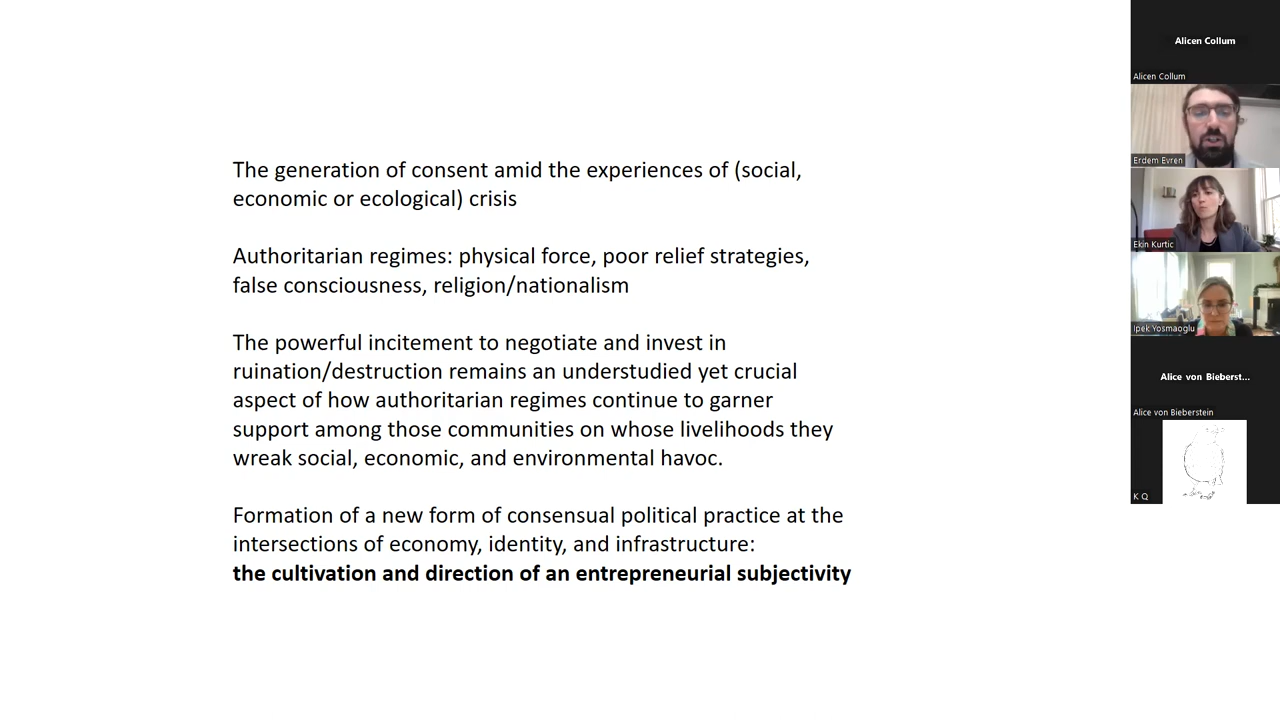 The generation of consent amid the experiences of (social,
economic or ecological) crisis
Authoritarian regimes: physical force, poor relief strategies,
false consciousness, religion/nationalism
The powerful incitement to negotiate and invest in
ruination/destruction remains an understudied yet crucial
aspect of how authoritarian regimes continue to garner
support among those communities on whose livelihoods they
wreak social, economic, and environmental havoc.
Formation of a new form of consensual political practice at the
intersections of economy, identity, and infrastructure:
the cultivation and direction of an entrepreneurial subjectivity
Alicen Collum
Alicen Collum
Erdem Evren
Ekin Kurtic
Ipek Yosmaoglu
Alice von Bieberst...
Alice von Bieberstein
K Q